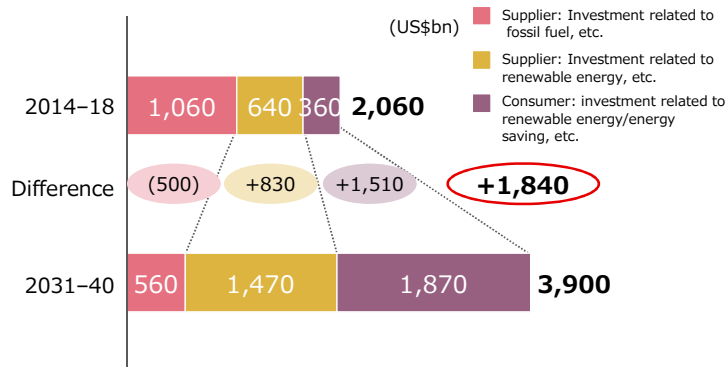 (US$bn)
Supplier: Investment related to
fossil fuel, etc.
Supplier: Investment related to
renewable energy, etc.
Consumer: investment related to
renewable energy/energy
saving, etc.
2014–18
1,060
640
360
2,060
Difference
(500)
+830
+1,510
+1,840
2031–40
560
1,470
1,870
3,900